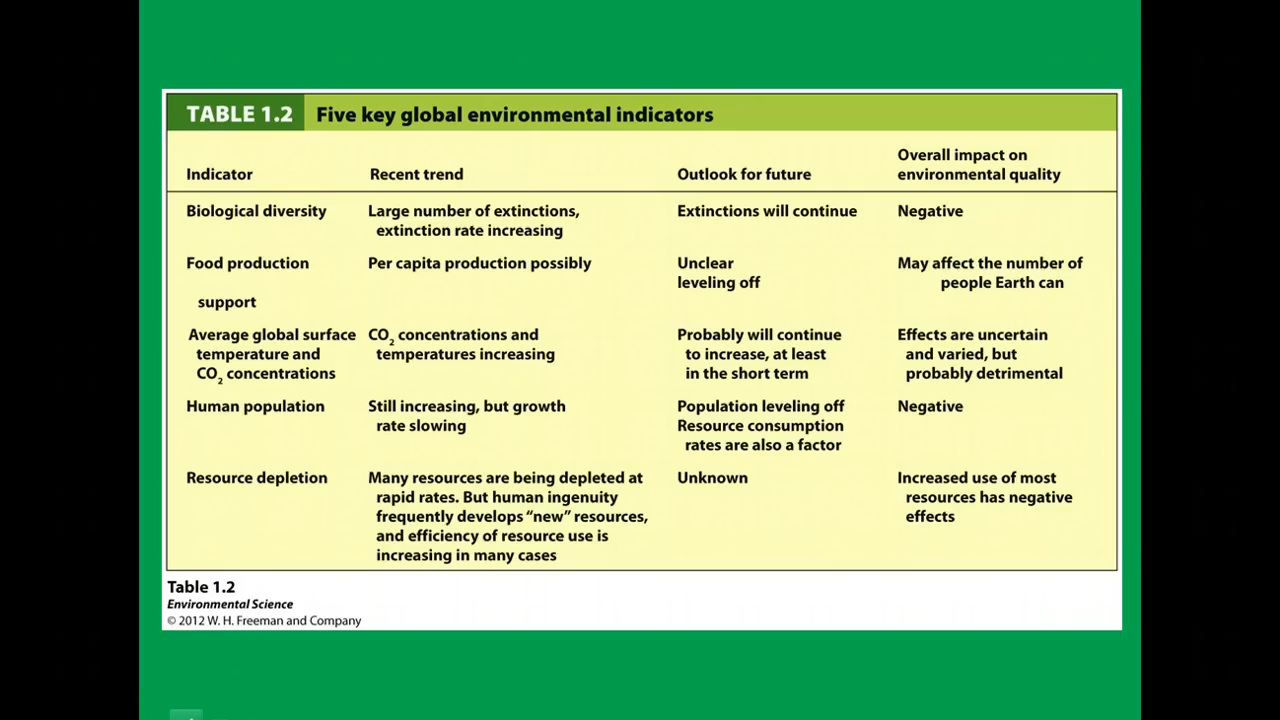 TABLE 1.2 Five key global environmental indicators
Overall impact on
Indicator Recent trend Outlook for future environmental quality
Biological diversity Large number of extinctions, Extinctions will continue Negative
extinction rate increasing
Food production Per capita production possibly Unclear May affect the number of
leveling off people Earth can
support
Average global surface CO₂ concentrations and Probably will continue Effects are uncertain
temperature and temperatures increasing to increase, at least and varied, but
CO₂ concentrations in the short term probably detrimental
Human population Still increasing, but growth Population leveling off Negative
rate slowing Resource consumption
rates are also a factor
Resource depletion Many resources are being depleted at Unknown Increased use of most
rapid rates. But human ingenuity resources has negative
frequently develops “new” resources, effects
and efficiency of resource use is
increasing in many cases
Table 1.2
Environmental Science
© 2012 W. H. Freeman and Company